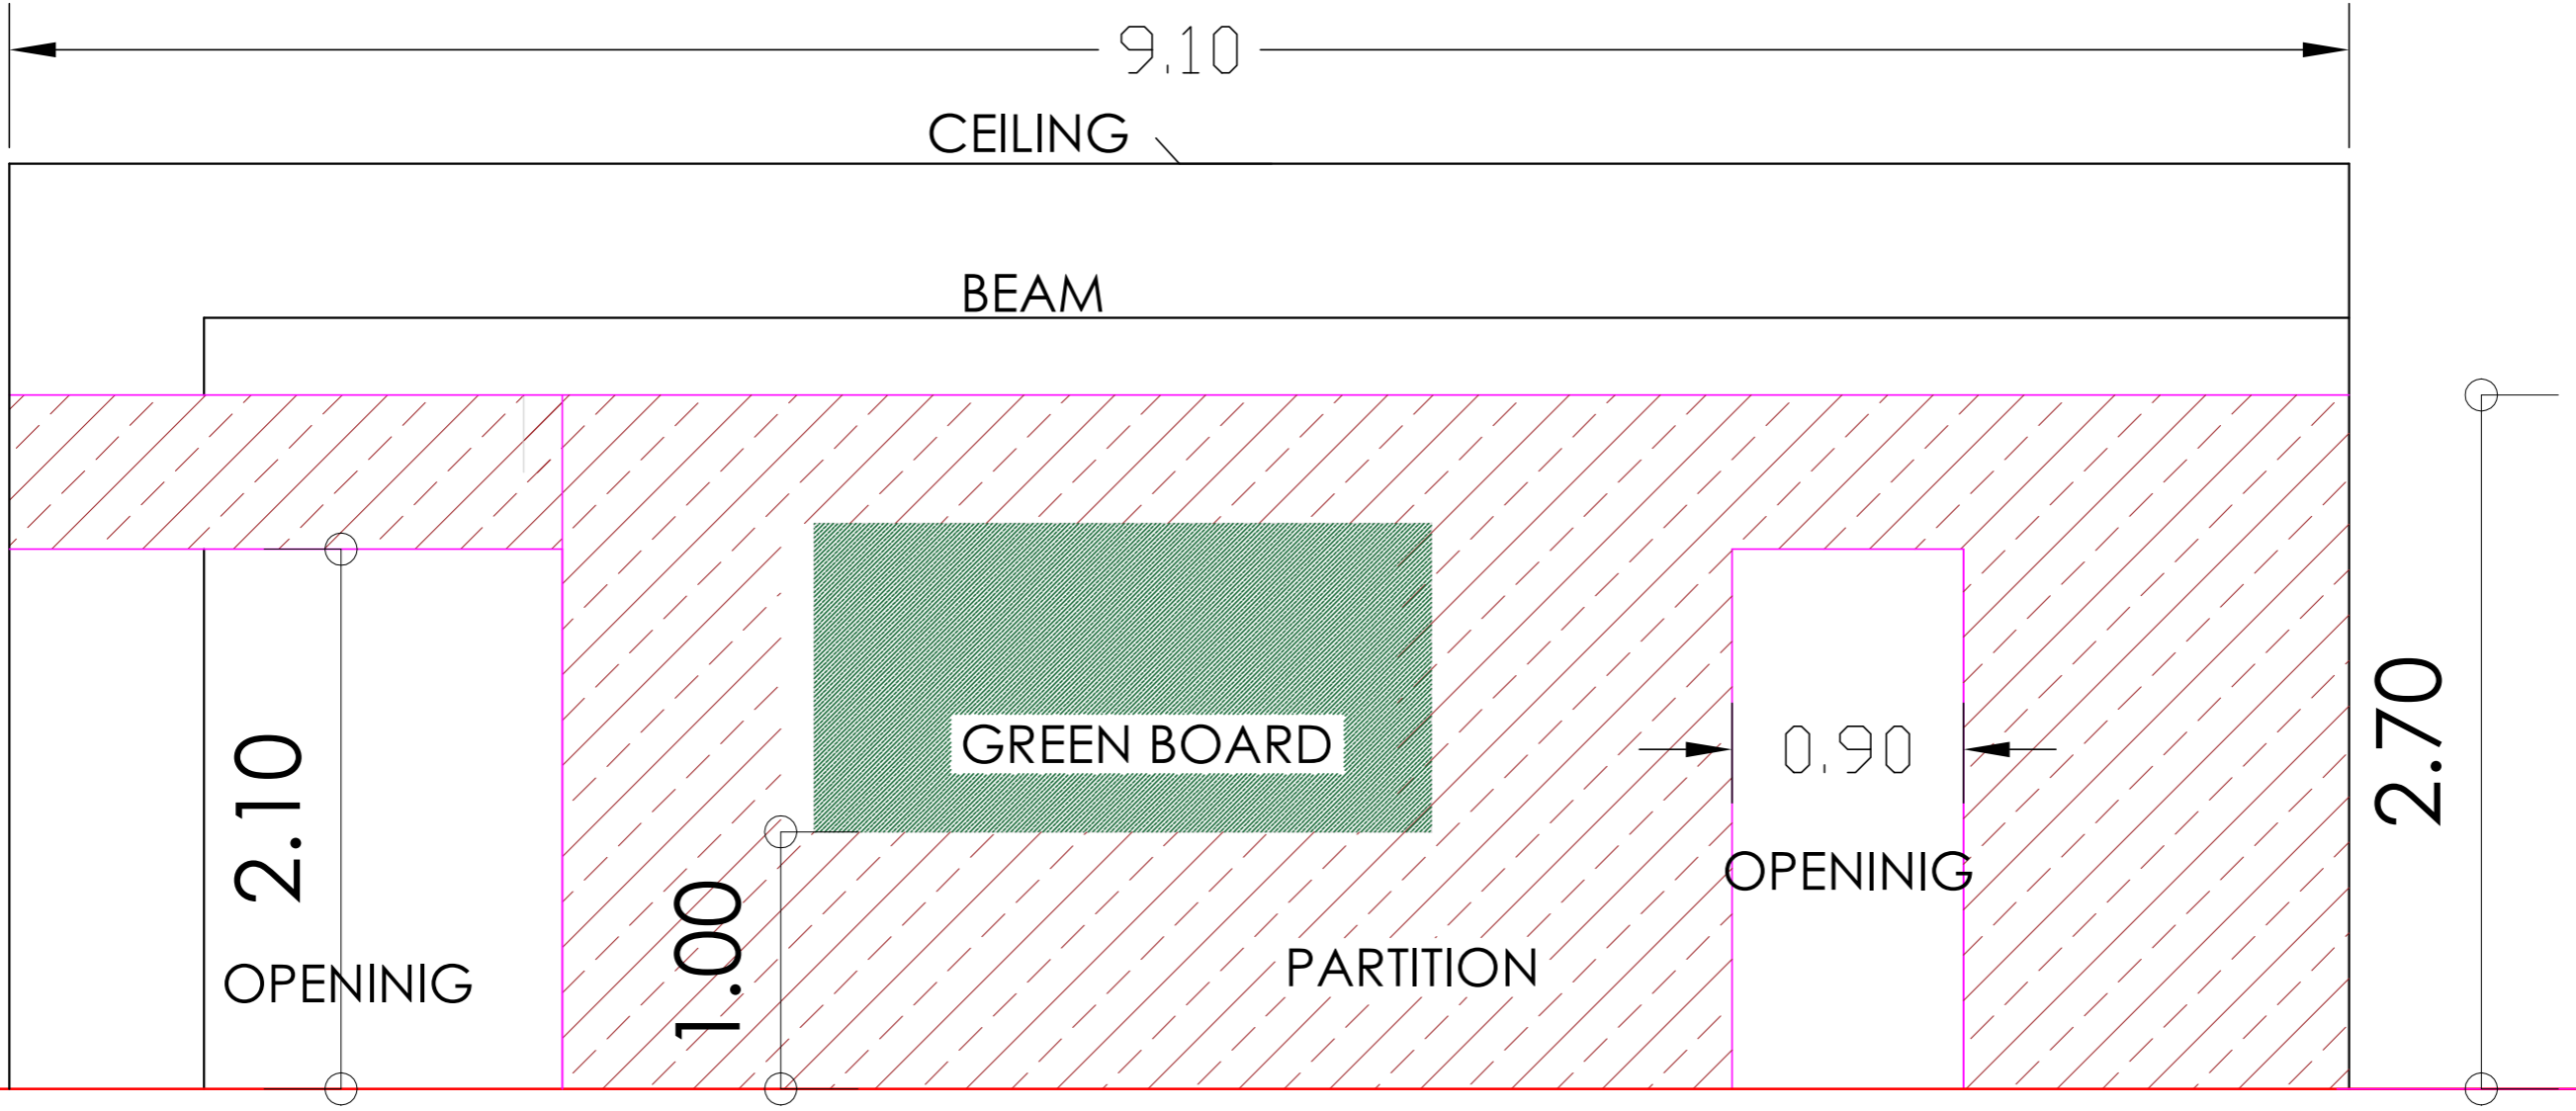 9.10
CEILING
BEAM
GREEN BOARD
0.90
2.70
2.10
OPENINIG
1.00
PARTITION
OPENINIG